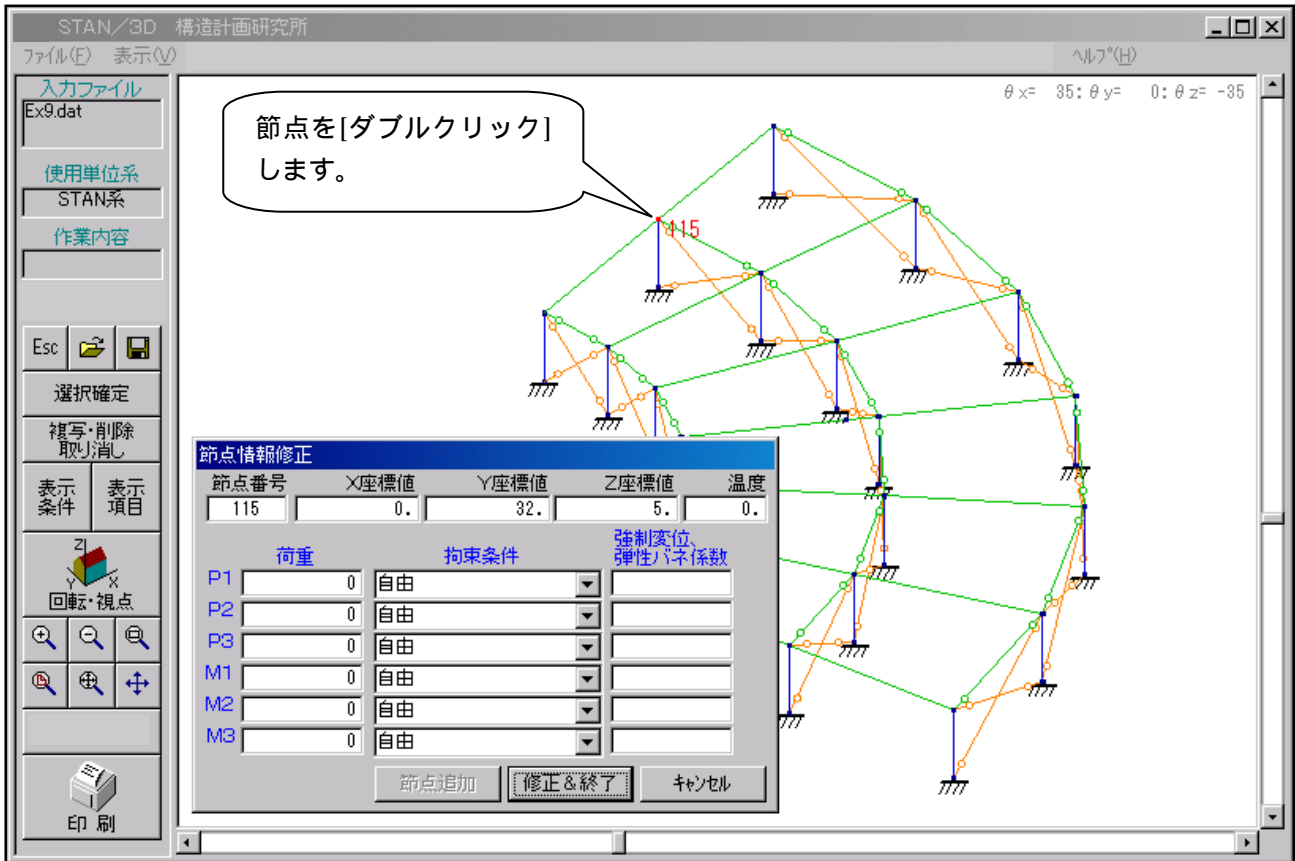 STAN／3D 構造計画研究所
ファイル(F) 表示(V) ヘルプ(H)
入力ファイル
Ex9.dat
使用単位系
STAN系
作業内容
Esc
選択確定
複写・削除
取り消し
表示
条件
表示
項目
Z
Y X
回転・視点
印 刷
θx= 35:θy= 0:θz= -35
節点を[ダブルクリック]
します。
115
節点情報修正
節点番号 X座標値 Y座標値 Z座標値 温度
115 0. 32. 5. 0.
荷重 拘束条件 強制変位、
弾性バネ係数
P1 0 自由
P2 0 自由
P3 0 自由
M1 0 自由
M2 0 自由
M3 0 自由
節点追加 修正＆終了 キャンセル